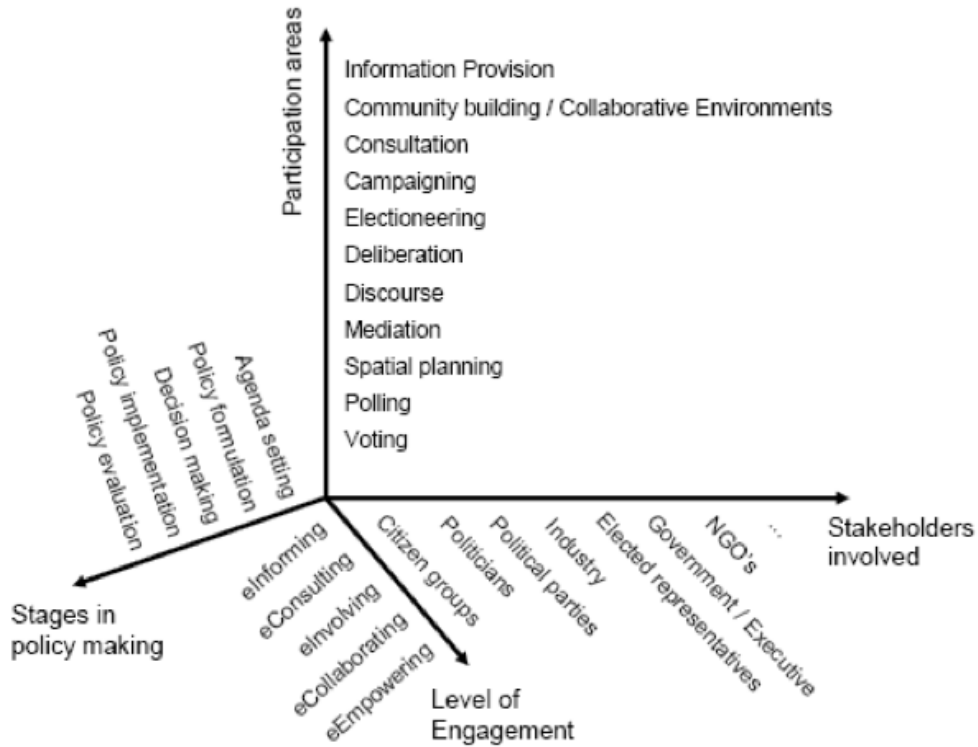 Participation areas
Information Provision
Community building / Collaborative Environments
Consultation
Campaigning
Electioneering
Deliberation
Discourse
Mediation
Spatial planning
Polling
Voting
Policy evaluation
Policy implementation
Decision making
Policy formulation
Agenda setting
Stages in
policy making
eInforming
eConsulting
eInvolving
eCollaborating
eEmpowering
Level of
Engagement
Citizen groups
Politicians
Political parties
Industry
Elected representatives
Government / Executive
NGO's
...
Stakeholders
involved